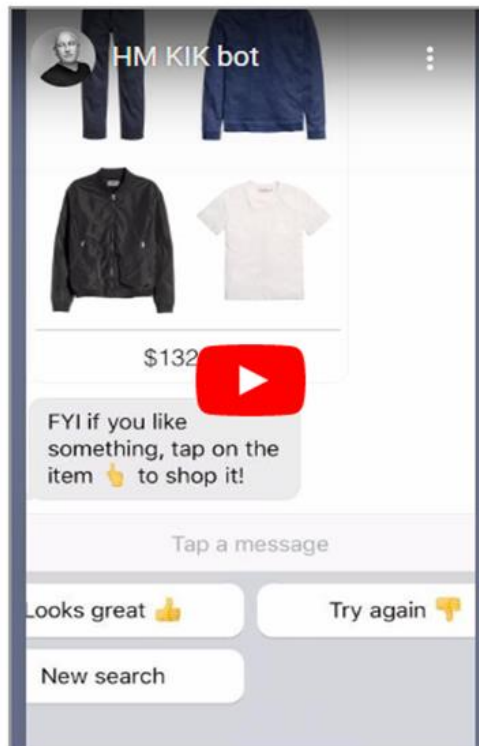 HM KIK bot
$132
FYI if you like
something, tap on the
item 👆 to shop it!
Tap a message
Looks great 👍
Try again 👎
New search